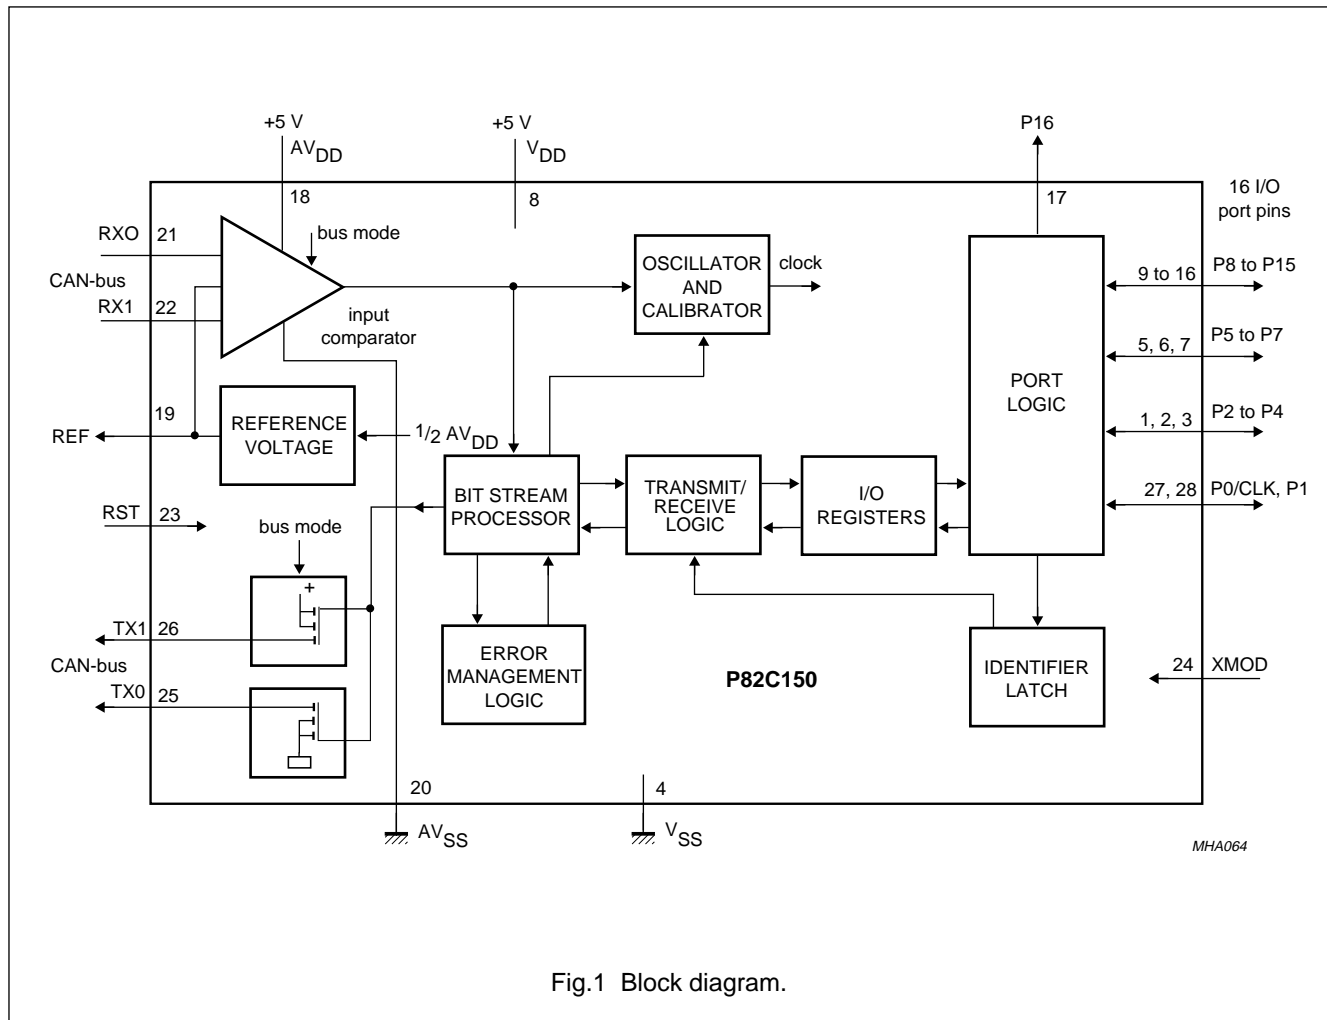 +5 V
AVDD
+5 V
VDD
P16
18
8
17
16 I/O
port pins
RXO
21
bus mode
CAN-bus
RX1
22
input
comparator
OSCILLATOR
AND
CALIBRATOR
clock
9 to 16
P8 to P15
5, 6, 7
P5 to P7
PORT
LOGIC
1, 2, 3
P2 to P4
27, 28
P0/CLK, P1
19
REF
REFERENCE
VOLTAGE
1/2 AVDD
RST
23
bus mode
BIT STREAM
PROCESSOR
TRANSMIT/
RECEIVE
LOGIC
I/O
REGISTERS
+
TX1
26
CAN-bus
TX0
25
ERROR
MANAGEMENT
LOGIC
P82C150
IDENTIFIER
LATCH
24
XMOD
20
AVSS
4
VSS
MHA064
Fig.1 Block diagram.